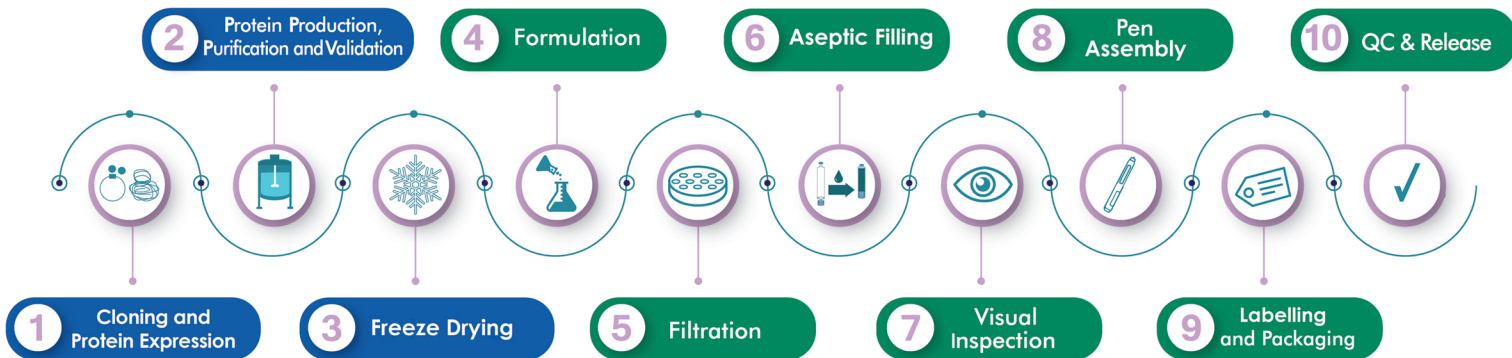 1
Cloning and
Protein Expression
2
Protein Production,
Purification and Validation
3
Freeze Drying
4
Formulation
5
Filtration
6
Aseptic Filling
7
Visual
Inspection
8
Pen
Assembly
9
Labelling
and Packaging
10
QC & Release